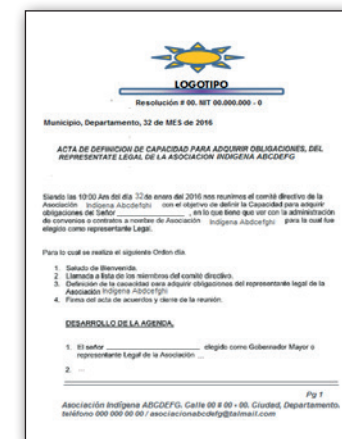 LOGOTIPO
Resolución # 00. NIT 00.000.000 - 0
Municipio, Departamento, 32 de MES de 2016
ACTA DE DEFINICION DE CAPACIDAD PARA ADQUIRIR OBLIGACIONES, DEL
REPRESENTATE LEGAL DE LA ASOCIACION INDIGENA ABCDEFG
Siendo las 10:00 Am del día 32 de enero del 2016 nos reunimos el comité directivo de la
Asociación Indígena Abdcefghi con el objetivo de definir la Capacidad para adquirir
obligaciones del Señor ____________, en lo que tiene que ver con la administración
de convenios o contratos a nombre de Asociación Indígena Abdcefghi para la cual fue
elegido como representante Legal.
Para lo cual se realiza el siguiente Orden día.
1. Saludo de Bienvenida.
2. Llamada a lista de los miembros del comité directivo.
3. Definición de la capacidad para adquirir obligaciones del representante legal de la
Asociación Indígena Abdcefghi
4. Firma del acta de acuerdos y cierre de la reunión.
DESARROLLO DE LA AGENDA.
1. El señor ____________ elegido como Gobernador Mayor o
representante Legal de la Asociación ...
2. ...
Pg 1
Asociación Indígena ABCDEFG. Calle 00 # 00 - 00. Ciudad, Departamento.
teléfono 000 000 00 00 / asociacionabcdefg@talmail.com